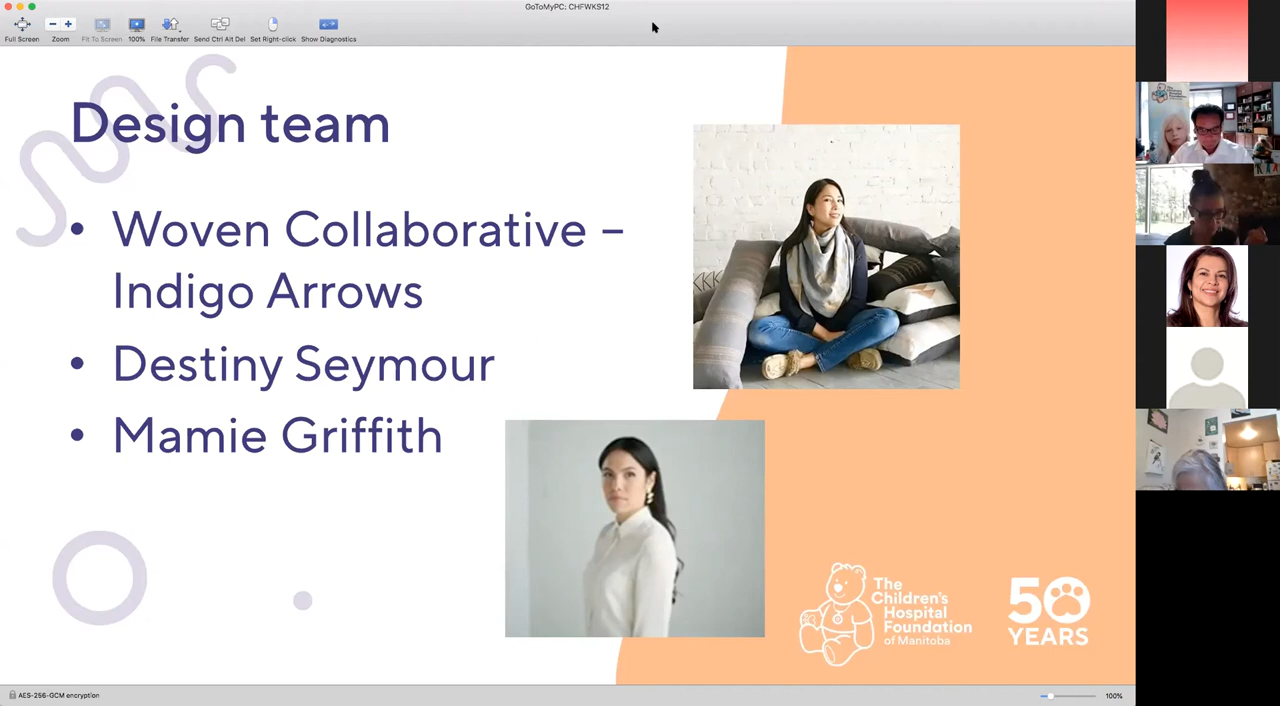 GoToMyPC: CHFWKS12
Full Screen
Zoom
Fit To Screen
100%
File Transfer
Send Ctrl Alt Del
Set Right-click
Show Diagnostics
Design team
• Woven Collaborative –
Indigo Arrows
• Destiny Seymour
• Mamie Griffith
The
Children's
Hospital
Foundation
of Manitoba
50
YEARS
AES-256-GCM encryption
100%